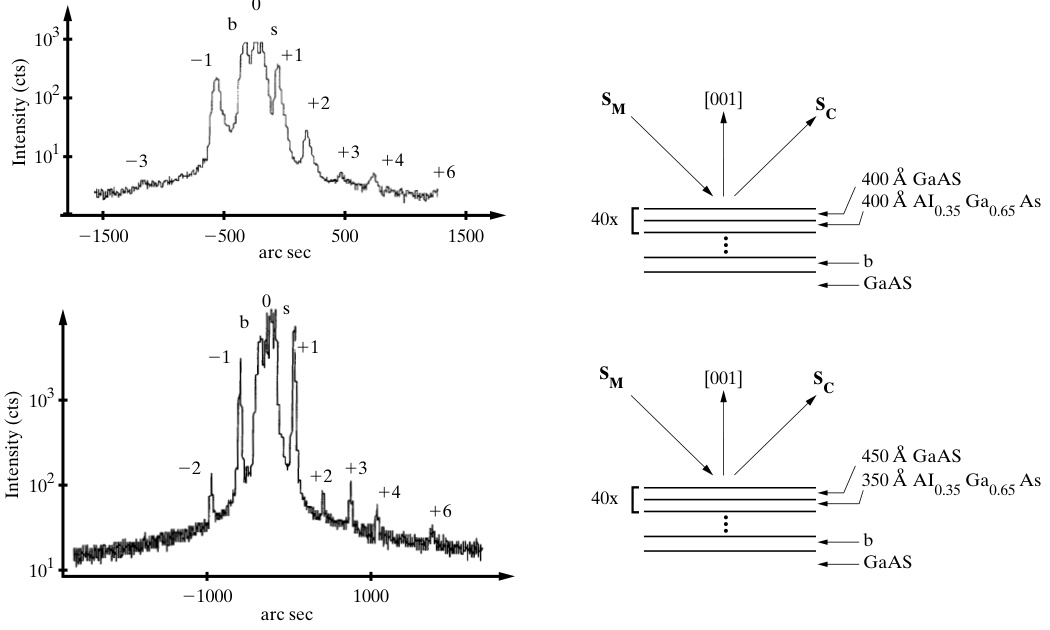 0
b
s
−1
+1
+2
+3
+4
+6
−3
10³
10²
10¹
Intensity (cts)
−1500
−500
500
1500
arc sec
S_M
[001]
S_C
40x
400 Å GaAS
400 Å AI₀.₃₅ Ga₀.₆₅ As
b
GaAS
0
b
s
−1
+1
−2
+2
+3
+4
+6
10³
10²
10¹
Intensity (cts)
−1000
1000
arc sec
S_M
[001]
S_C
40x
450 Å GaAS
350 Å AI₀.₃₅ Ga₀.₆₅ As
b
GaAS